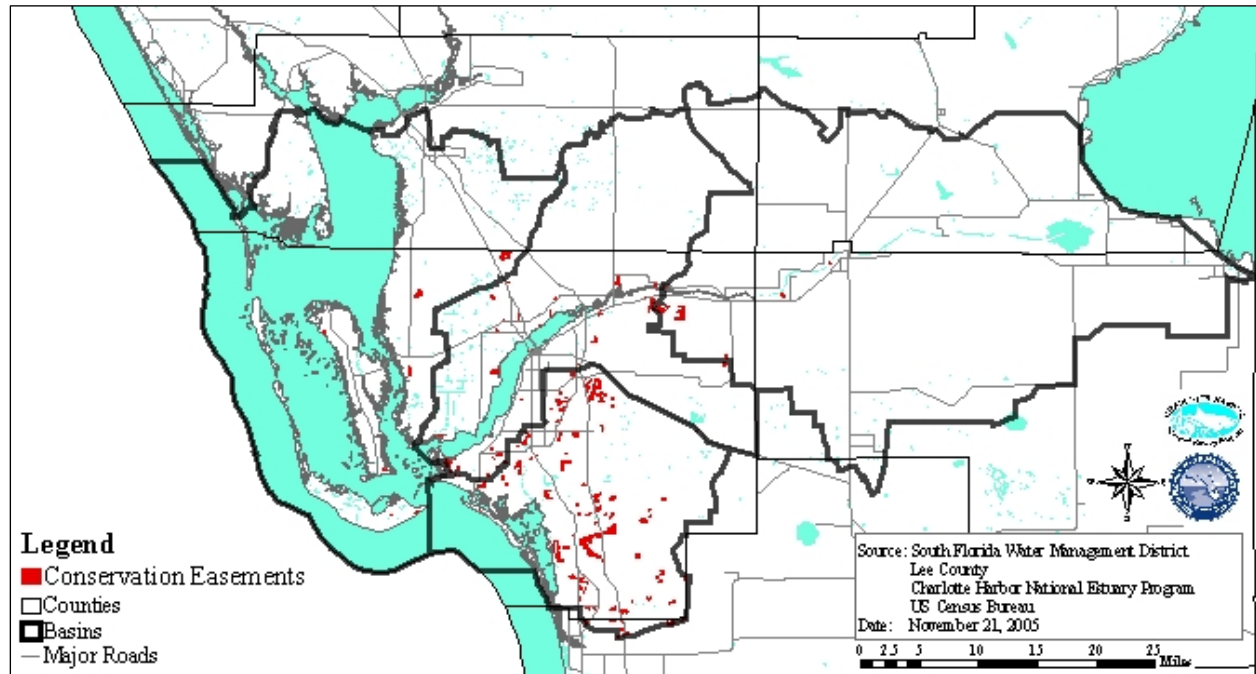 Legend
Conservation Easements
Counties
Basins
Major Roads
Source: South Florida Water Management District
Lee County
Charlotte Harbor National Estuary Program
US Census Bureau
Date: November 21, 2005
0 2.5 5 10 15 20 25
Miles